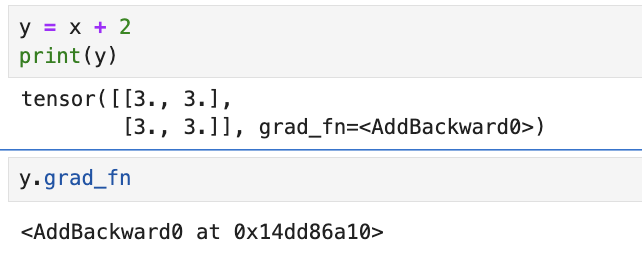 y = x + 2
print(y)
tensor([[3., 3.],
        [3., 3.]], grad_fn=<AddBackward0>)
y.grad_fn
<AddBackward0 at 0x14dd86a10>